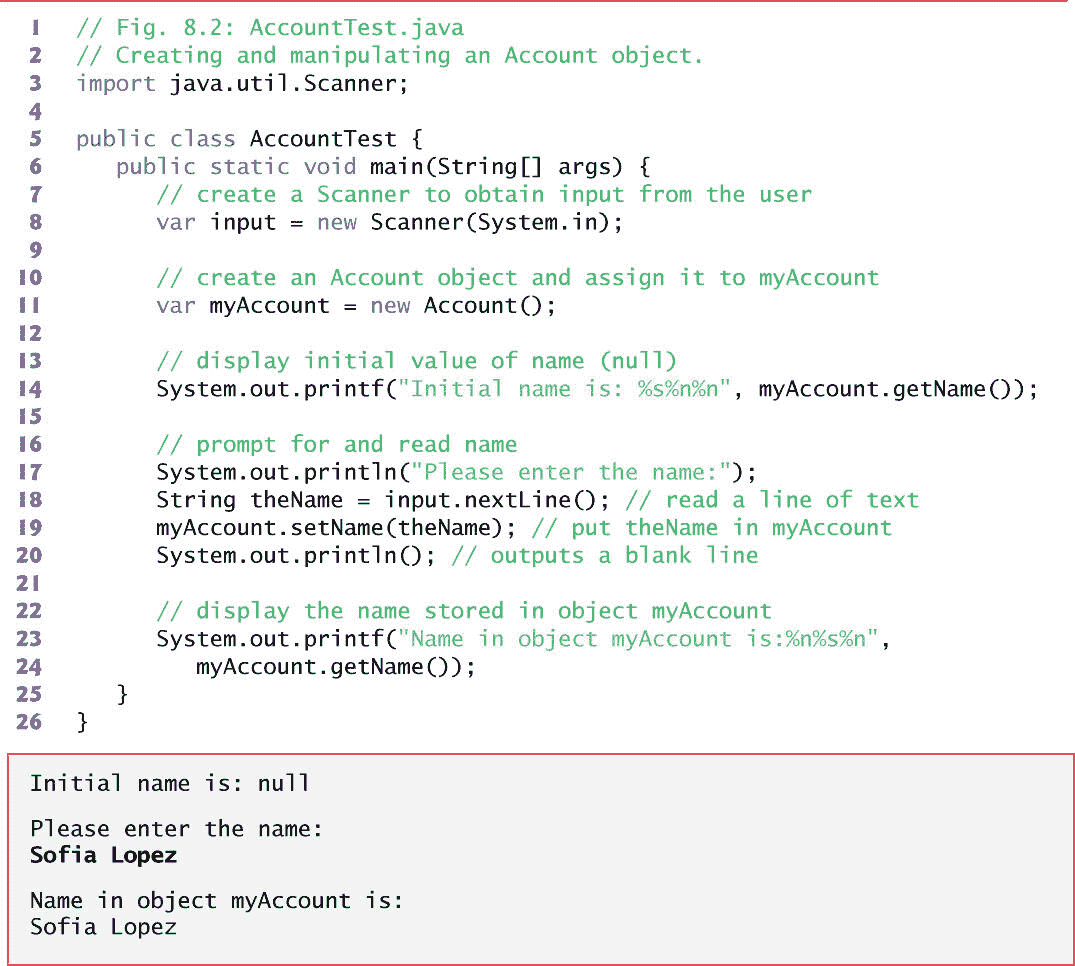 1 // Fig. 8.2: AccountTest.java
2 // Creating and manipulating an Account object.
3 import java.util.Scanner;
4
5 public class AccountTest {
6 public static void main(String[] args) {
7 // create a Scanner to obtain input from the user
8 var input = new Scanner(System.in);
9
10 // create an Account object and assign it to myAccount
11 var myAccount = new Account();
12
13 // display initial value of name (null)
14 System.out.printf("Initial name is: %s%n%n", myAccount.getName());
15
16 // prompt for and read name
17 System.out.println("Please enter the name:");
18 String theName = input.nextLine(); // read a line of text
19 myAccount.setName(theName); // put theName in myAccount
20 System.out.println(); // outputs a blank line
21
22 // display the name stored in object myAccount
23 System.out.printf("Name in object myAccount is:%n%s%n",
24 myAccount.getName());
25 }
26 }
Initial name is: null
Please enter the name:
Sofia Lopez
Name in object myAccount is:
Sofia Lopez